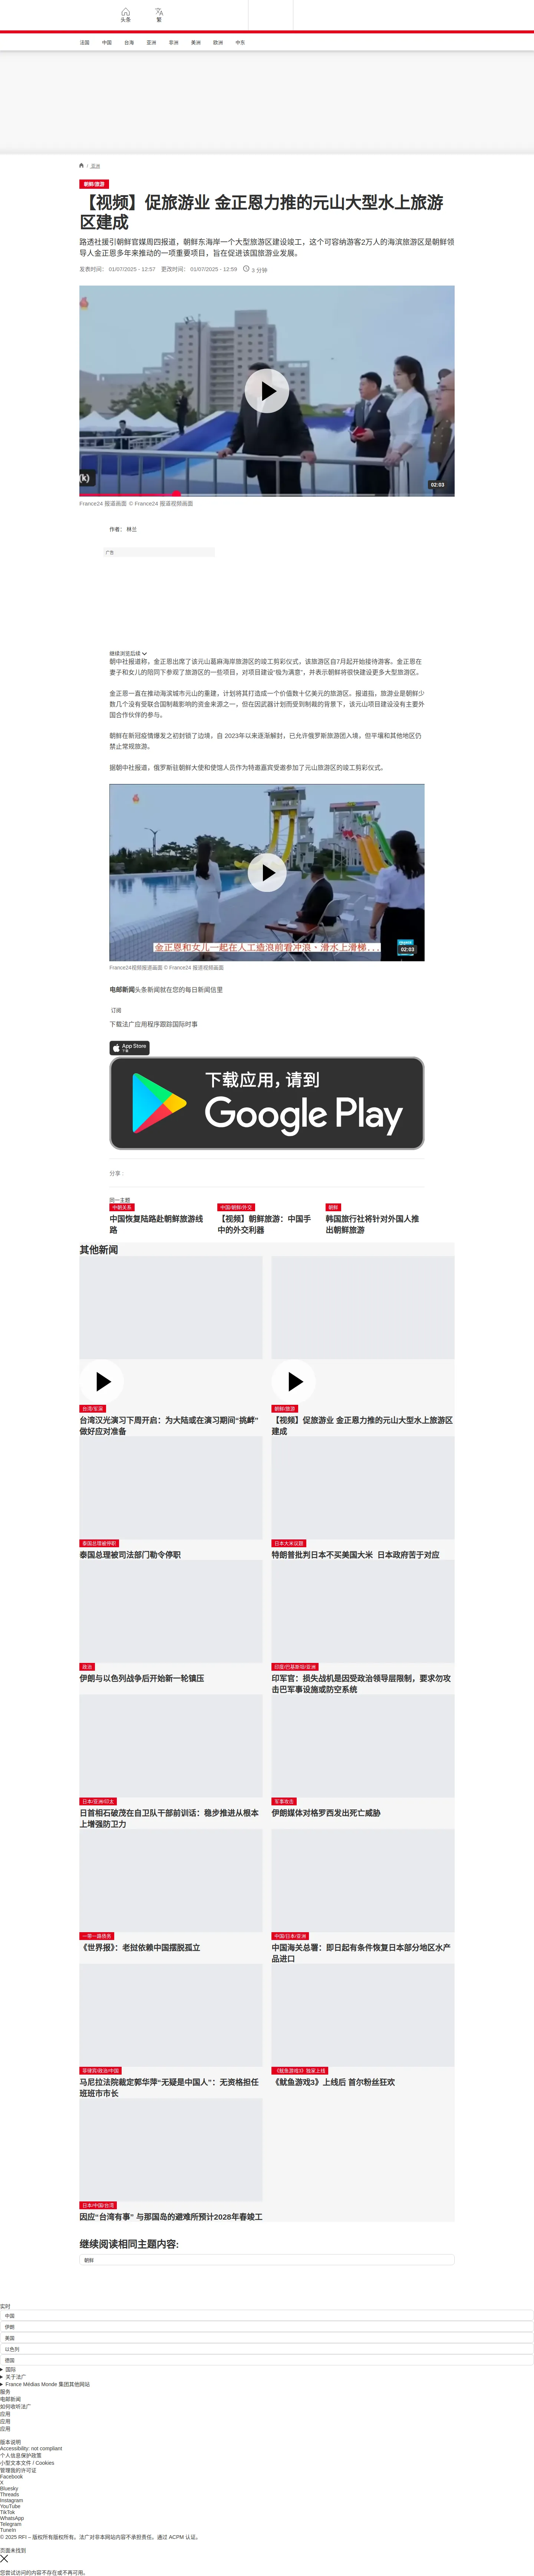 头条
繁
法国
中国
台海
亚洲
非洲
美洲
欧洲
中东
/ 亚洲
朝鲜/旅游
【视频】促旅游业 金正恩力推的元山大型水上旅游
区建成
路透社援引朝鲜官媒周四报道，朝鲜东海岸一个大型旅游区建设竣工，这个可容纳游客2万人的海滨旅游区是朝鲜领
导人金正恩多年来推动的一项重要项目，旨在促进该国旅游业发展。
发表时间： 01/07/2025 - 12:57 更改时间： 01/07/2025 - 12:59 3 分钟
02:03
France24 报道画面 © France24 报道视频画面
作者： 林兰
广告
继续浏览后续
朝中社报道称，金正恩出席了该元山葛麻海岸旅游区的竣工剪彩仪式，该旅游区自7月起开始接待游客。金正恩在
妻子和女儿的陪同下参观了旅游区的一些项目，对项目建设“极为满意”，并表示朝鲜将很快建设更多大型旅游区。
金正恩一直在推动海滨城市元山的重建，计划将其打造成一个价值数十亿美元的旅游区。报道指，旅游业是朝鲜少
数几个没有受联合国制裁影响的资金来源之一，但在因武器计划而受到制裁的背景下，该元山项目建设没有主要外
国合作伙伴的参与。
朝鲜在新冠疫情爆发之初封锁了边境，自 2023年以来逐渐解封，已允许俄罗斯旅游团入境，但平壤和其他地区仍
禁止常规旅游。
据朝中社报道，俄罗斯驻朝鲜大使和使馆人员作为特邀嘉宾受邀参加了元山旅游区的竣工剪彩仪式。
金正恩和女儿一起在人工造浪前看冲浪・滑水上滑梯...
02:03
France24视频报道画面 © France24 报道视频画面
电邮新闻头条新闻就在您的每日新闻信里
订阅
下载法广应用程序跟踪国际时事
App Store
下载应用，请到
Google Play
分享 :
同一主题
中朝关系
中国恢复陆路赴朝鲜旅游线
路
中国/朝鲜/外交
【视频】朝鲜旅游：中国手
中的外交利器
朝鲜
韩国旅行社将针对外国人推
出朝鲜旅游
其他新闻
台湾/军演
台湾汉光演习下周开启：为大陆或在演习期间“挑衅”
做好应对准备
朝鲜/旅游
【视频】促旅游业 金正恩力推的元山大型水上旅游区
建成
泰国总理被停职
泰国总理被司法部门勒令停职
日本大米议题
特朗普批判日本不买美国大米 日本政府苦于对应
政治
伊朗与以色列战争后开始新一轮镇压
印度/巴基斯坦/亚洲
印军官：损失战机是因受政治领导层限制，要求勿攻
击巴军事设施或防空系统
日本/亚洲/印太
日首相石破茂在自卫队干部前训话：稳步推进从根本
上增强防卫力
军事攻击
伊朗媒体对格罗西发出死亡威胁
一带一路债务
《世界报》：老挝依赖中国摆脱孤立
中国/日本/亚洲
中国海关总署：即日起有条件恢复日本部分地区水产
品进口
菲律宾/政治/中国
马尼拉法院裁定郭华萍“无疑是中国人”：无资格担任
班班市市长
《鱿鱼游戏3》独家上线
《鱿鱼游戏3》上线后 首尔粉丝狂欢
日本/中国/台湾
因应“台湾有事” 与那国岛的避难所预计2028年春竣工
继续阅读相同主题内容:
朝鲜
实时
中国
伊朗
美国
以色列
德国
国际
关于法广
France Médias Monde 集团其他网站
服务
电邮新闻
如何收听法广
应用
应用
应用
版本说明
Accessibility: not compliant
个人信息保护政策
小型文本文件 / Cookies
管理我的许可证
Facebook
X
Bluesky
Threads
Instagram
YouTube
TikTok
WhatsApp
Telegram
TuneIn
© 2025 RFI – 版权所有版权所有。法广对非本网站内容不承担责任。通过 ACPM 认证。
页面未找到
您尝试访问的内容不存在或不再可用。